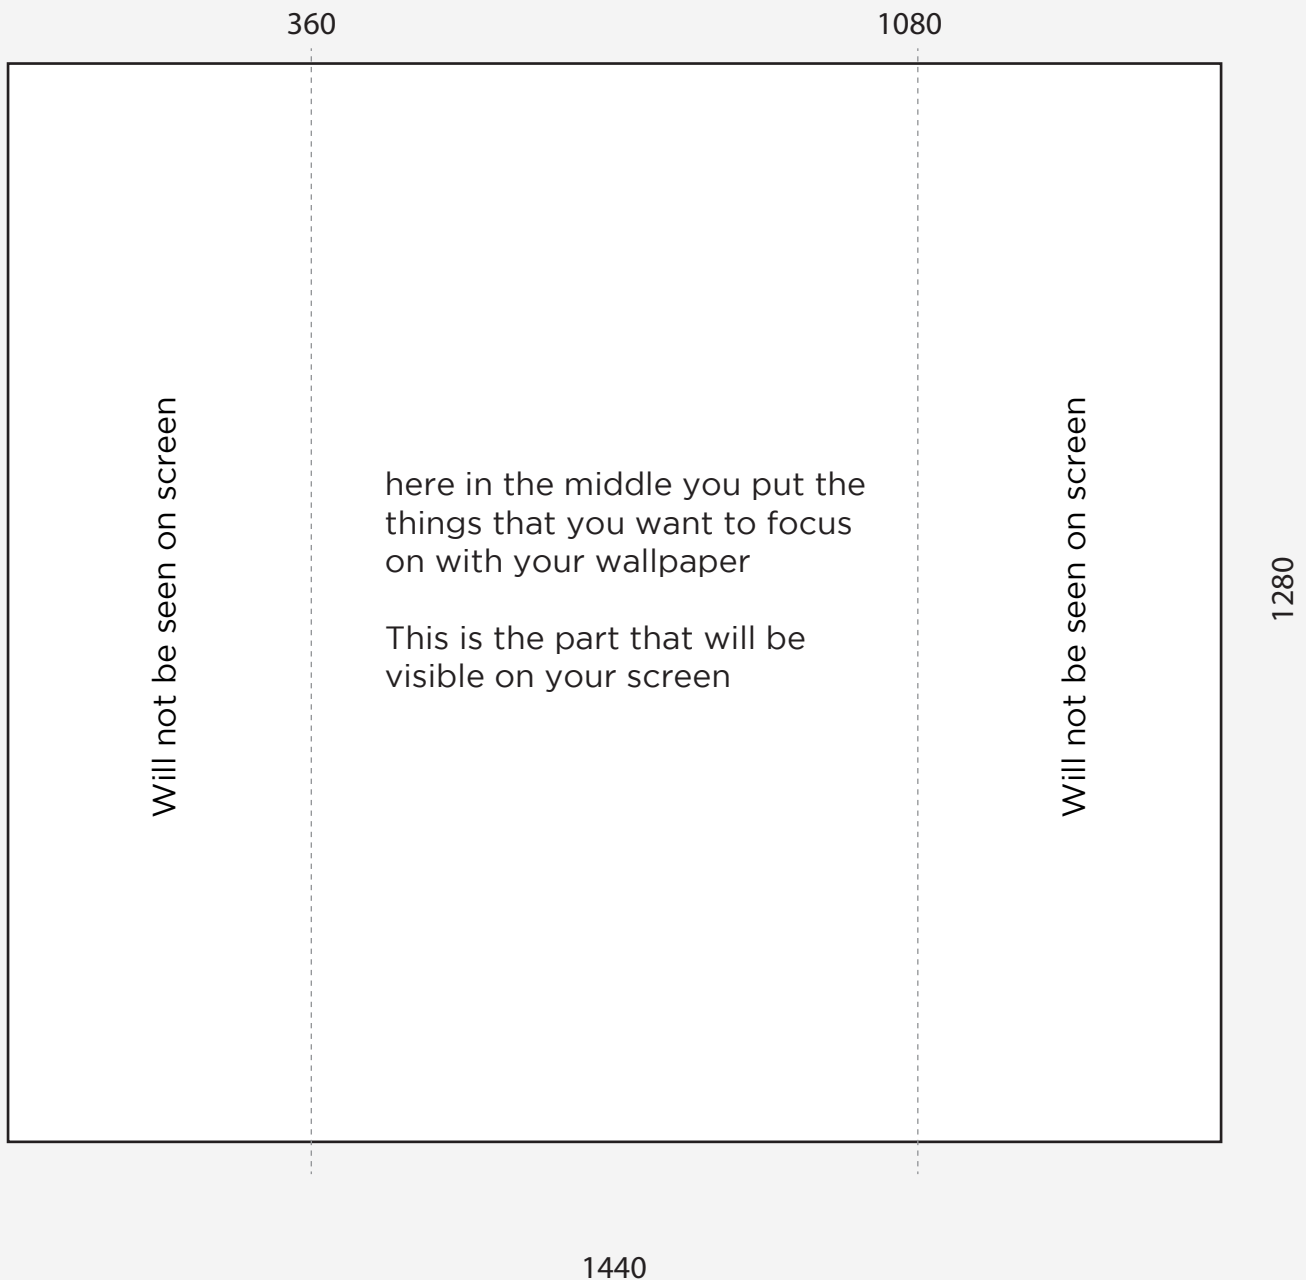 360
1080
Will not be seen on screen
here in the middle you put the
things that you want to focus
on with your wallpaper
This is the part that will be
visible on your screen
Will not be seen on screen
1280
1440